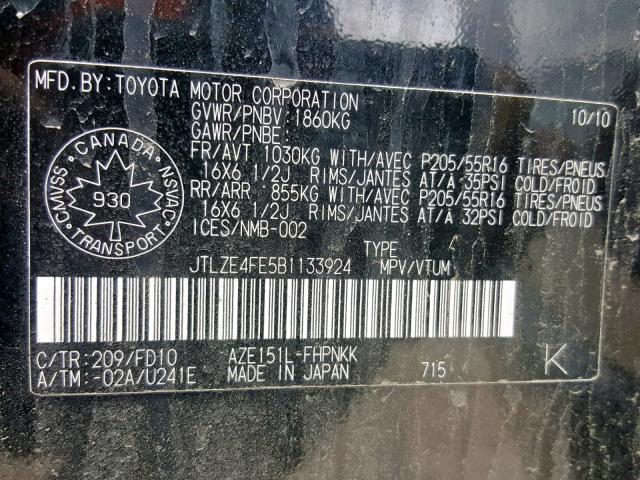 MFD.BY:TOYOTA MOTOR CORPORATION 10/10
GVWR/PNBV:1860KG
GAWR/PNBE:
FR/AVT 1030KG WITH/AVEC P205/55R16 TIRES/PNEUS
16X6 1/2J RIMS/JANTES AT/A 35PSI COLD/FROID
RR/ARR 855KG WITH/AVEC P205/55R16 TIRES/PNEUS
16X6 1/2J RIMS/JANTES AT/À 32PSI COLD/FROID
ICES/NMB-002
CANADA
CMVSS 930 NSVAC
TRANSPORT
TYPE
JTLZE4FE5B1133924 MPV/VTUM
C/TR:209/FD10 AZE151L-FHPNKK K
A/TM:-02A/U241E MADE IN JAPAN 715